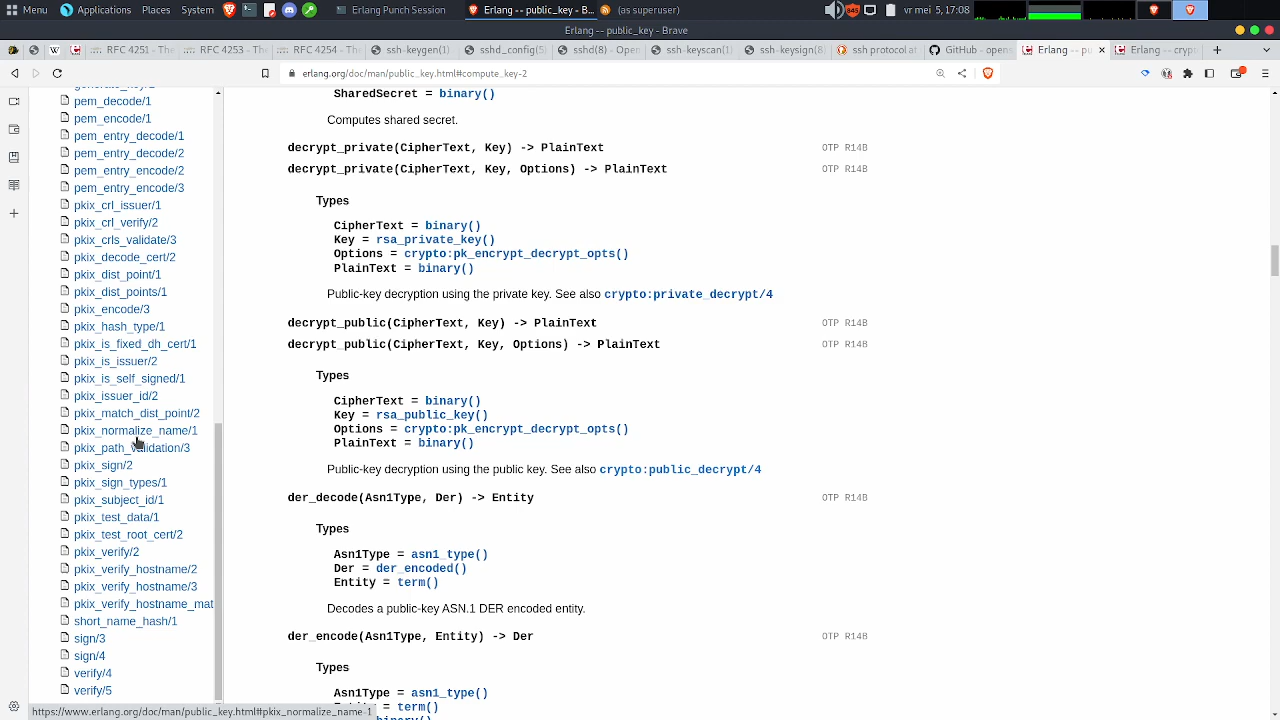 Menu Applications Places System Erlang Punch Session Erlang -- public_key - B... (as superuser) 845 vr mei 5, 17:08
Erlang -- public_key - Brave
RFC 4251 - The RFC 4253 - The RFC 4254 - The ssh-keygen(1) sshd_config(5 sshd(8) - Open ssh-keyscan(1) ssh-keysign(8) ssh protocol at GitHub - opens Erlang -- pu Erlang -- cryp
erlang.org/doc/man/public_key.html#compute_key-2
generate_key/1
pem_decode/1
pem_encode/1
pem_entry_decode/1
pem_entry_decode/2
pem_entry_encode/2
pem_entry_encode/3
pkix_crl_issuer/1
pkix_crl_verify/2
pkix_crls_validate/3
pkix_decode_cert/2
pkix_dist_point/1
pkix_dist_points/1
pkix_encode/3
pkix_hash_type/1
pkix_is_fixed_dh_cert/1
pkix_is_issuer/2
pkix_is_self_signed/1
pkix_issuer_id/2
pkix_match_dist_point/2
pkix_normalize_name/1
pkix_path_validation/3
pkix_sign/2
pkix_sign_types/1
pkix_subject_id/1
pkix_test_data/1
pkix_test_root_cert/2
pkix_verify/2
pkix_verify_hostname/2
pkix_verify_hostname/3
pkix_verify_hostname_mat
short_name_hash/1
sign/3
sign/4
verify/4
verify/5
https://www.erlang.org/doc/man/public_key.html#pkix_normalize_name-1
SharedSecret = binary()
Computes shared secret.
decrypt_private(CipherText, Key) -> PlainText OTP R14B
decrypt_private(CipherText, Key, Options) -> PlainText OTP R14B
Types
CipherText = binary()
Key = rsa_private_key()
Options = crypto:pk_encrypt_decrypt_opts()
PlainText = binary()
Public-key decryption using the private key. See also crypto:private_decrypt/4
decrypt_public(CipherText, Key) -> PlainText OTP R14B
decrypt_public(CipherText, Key, Options) -> PlainText OTP R14B
Types
CipherText = binary()
Key = rsa_public_key()
Options = crypto:pk_encrypt_decrypt_opts()
PlainText = binary()
Public-key decryption using the public key. See also crypto:public_decrypt/4
der_decode(Asn1Type, Der) -> Entity OTP R14B
Types
Asn1Type = asn1_type()
Der = der_encoded()
Entity = term()
Decodes a public-key ASN.1 DER encoded entity.
der_encode(Asn1Type, Entity) -> Der OTP R14B
Types
Asn1Type = asn1_type()
Entity = term()
binary()